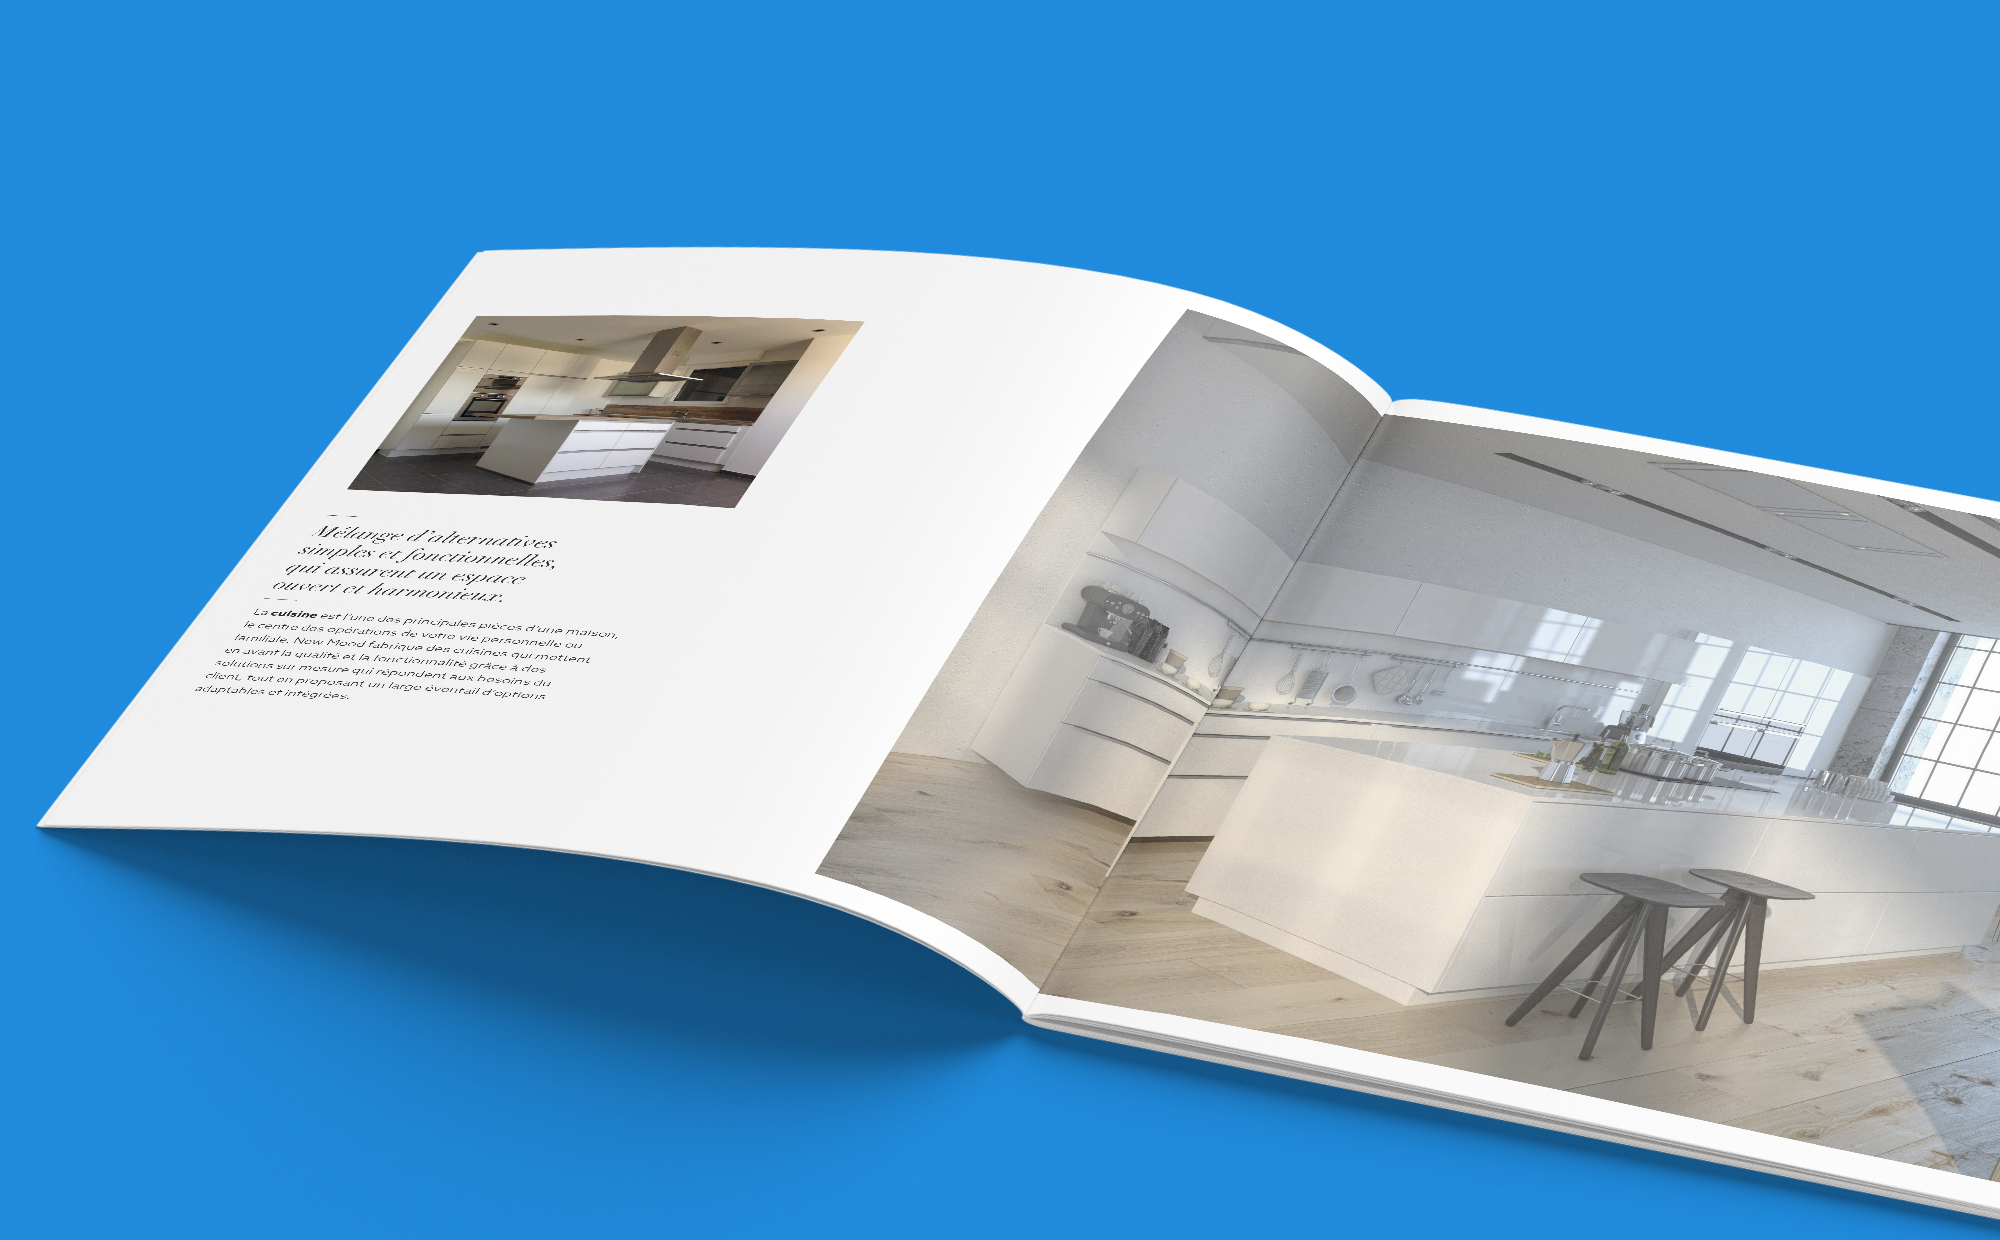 Mélange d'alternatives
simples et fonctionnelles,
qui assurent un espace
ouvert et harmonieux.
La cuisine est l'une des principales pièces d'une maison,
le centre des opérations de votre vie personnelle ou
familiale. New Mood fabrique des cuisines qui mettent
en avant la qualité et la fonctionnalité grâce à des
solutions sur mesure qui répondent aux besoins du
client, tout en proposant un large éventail d'options
adaptables et intégrées.